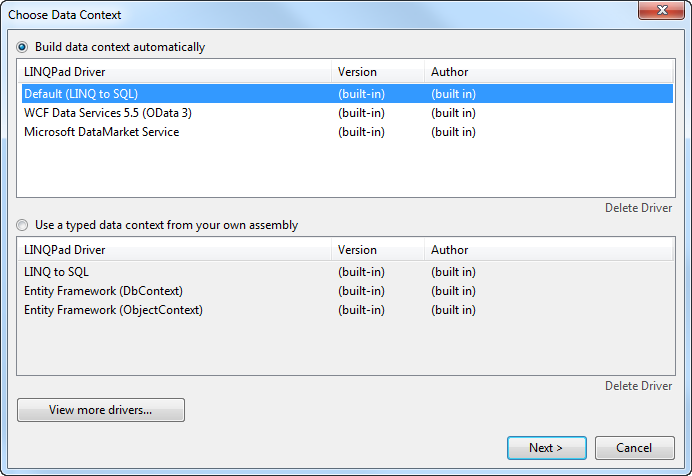 Choose Data Context
Build data context automatically
LINQPad Driver Version Author
Default (LINQ to SQL) (built-in) (built in)
WCF Data Services 5.5 (OData 3) (built-in) (built in)
Microsoft DataMarket Service (built-in) (built in)
Delete Driver
Use a typed data context from your own assembly
LINQPad Driver Version Author
LINQ to SQL (built-in) (built in)
Entity Framework (DbContext) (built-in) (built in)
Entity Framework (ObjectContext) (built-in) (built in)
Delete Driver
View more drivers...
Next > Cancel